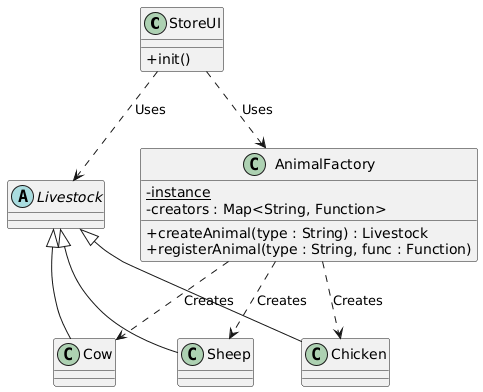 C StoreUI
+init()
Uses
Uses
A Livestock
C AnimalFactory
-instance
-creators : Map<String, Function>
+createAnimal(type : String) : Livestock
+registerAnimal(type : String, func : Function)
Creates
Creates
Creates
C Cow
C Sheep
C Chicken